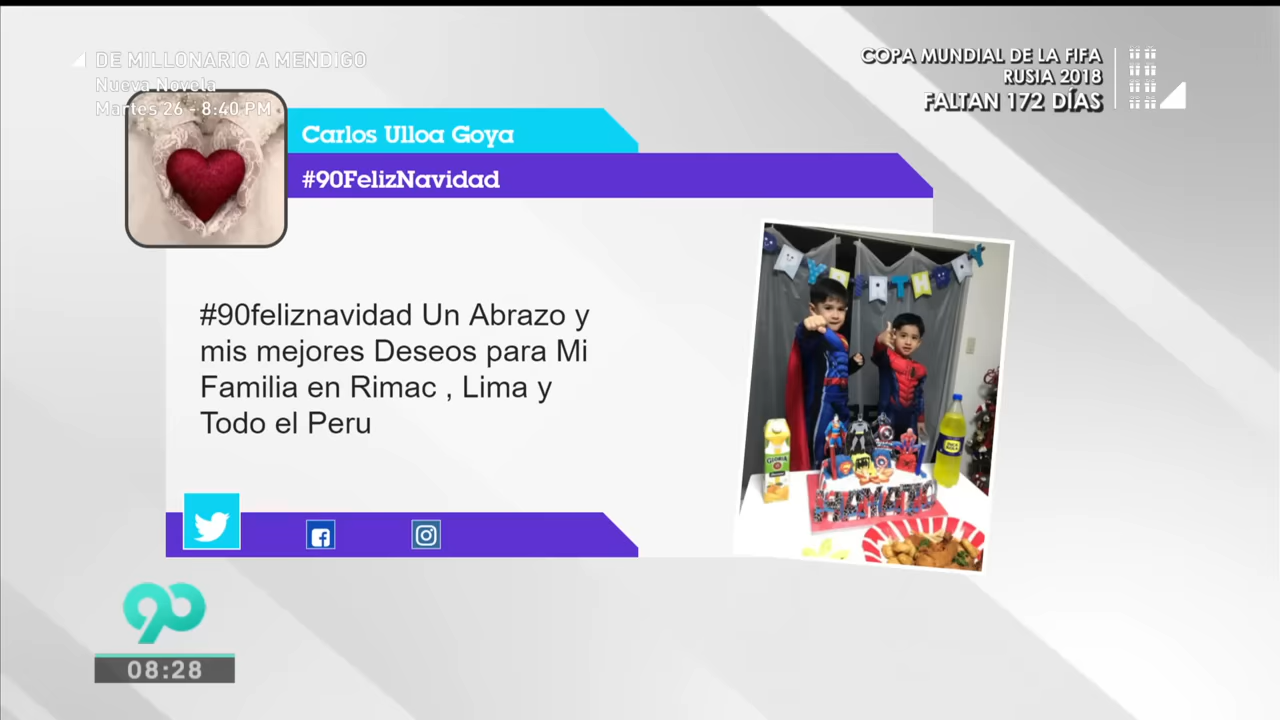 DE MILLONARIO A MENDIGO
Nueva Novela
Martes 26 - 8:40 PM
COPA MUNDIAL DE LA FIFA
RUSIA 2018
FALTAN 172 DÍAS
Carlos Ulloa Goya
#90FelizNavidad
#90feliznavidad Un Abrazo y
mis mejores Deseos para Mi
Familia en Rimac , Lima y
Todo el Peru
GLORIA
90
08:28